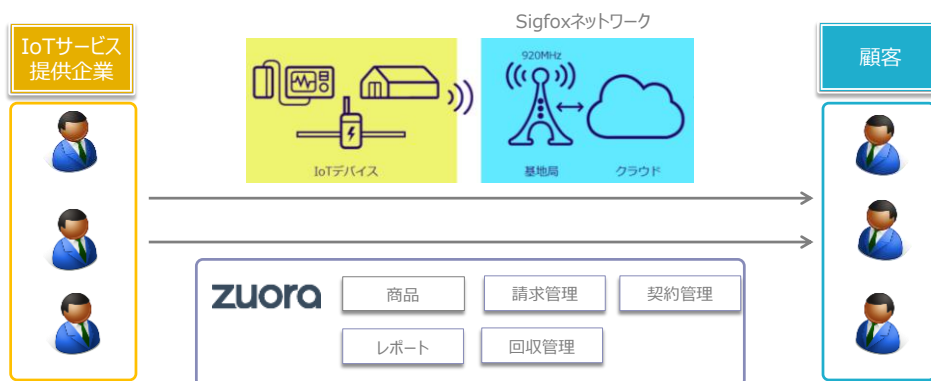 Sigfoxネットワーク
IoTサービス
提供企業
920MHz
顧客
IoTデバイス
基地局
クラウド
zuora
商品
請求管理
契約管理
レポート
回収管理